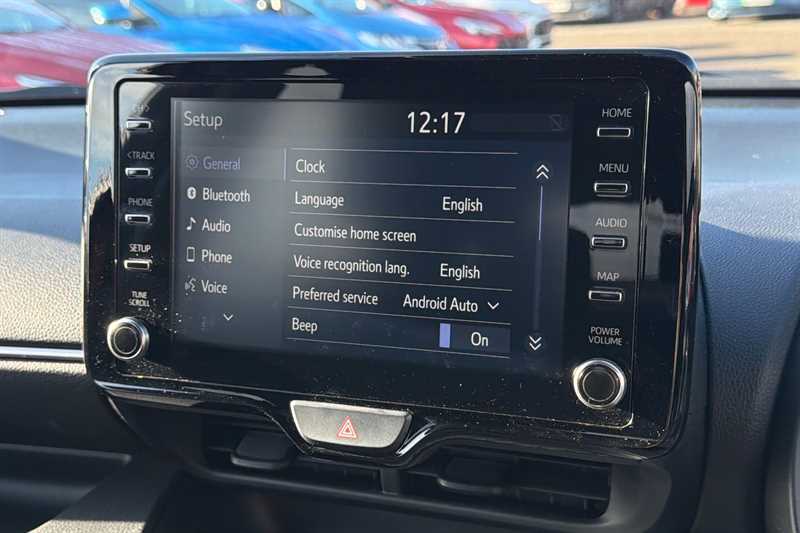 Setup
12:17
General
Bluetooth
Audio
Phone
Voice
Clock
Language English
Customise home screen
Voice recognition lang. English
Preferred service Android Auto
Beep On
CH>
<TRACK
PHONE
SETUP
TUNE
SCROLL
HOME
MENU
AUDIO
MAP
POWER
VOLUME